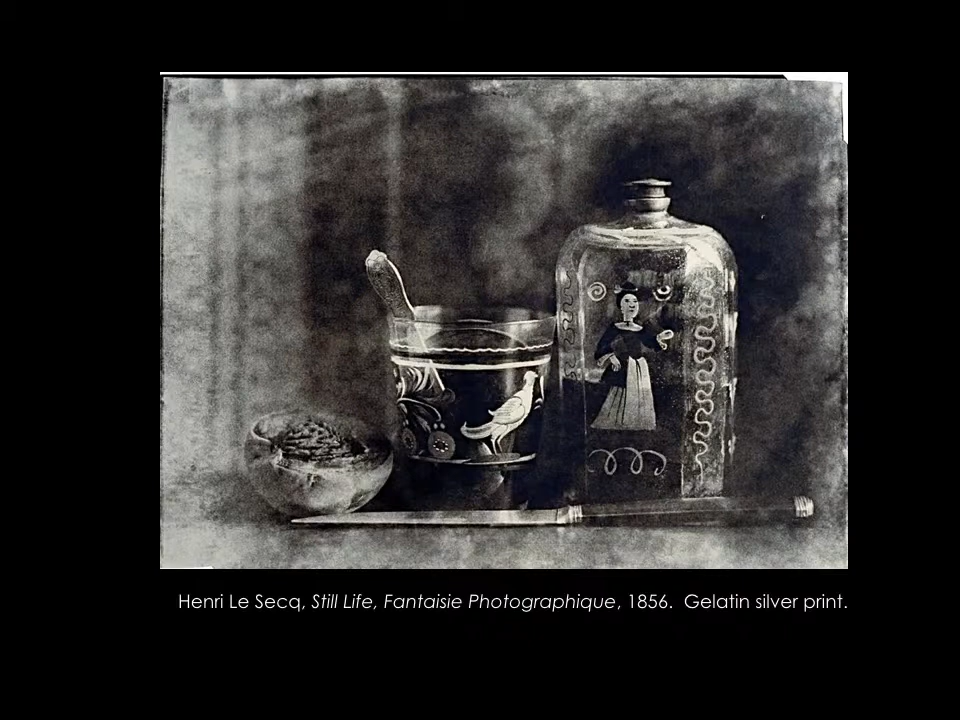 Henri Le Secq, Still Life, Fantaisie Photographique, 1856.  Gelatin silver print.